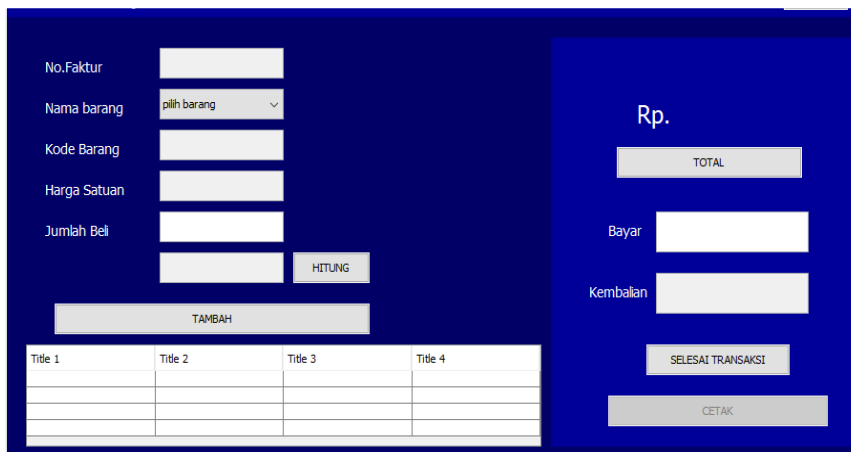 No.Faktur
Nama barang
pilih barang
Kode Barang
Harga Satuan
Jumlah Beli
HITUNG
TAMBAH
Title 1 Title 2 Title 3 Title 4
Rp.
TOTAL
Bayar
Kembalian
SELESAI TRANSAKSI
CETAK